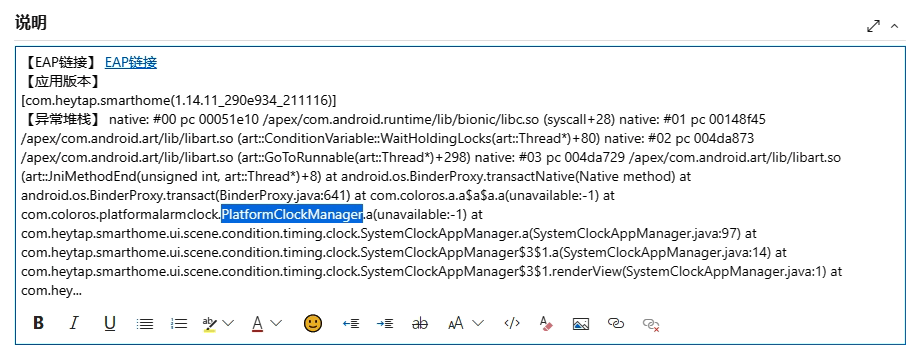 说明
【EAP链接】 EAP链接
【应用版本】
[com.heytap.smarthome(1.14.11_290e934_211116)]
【异常堆栈】 native: #00 pc 00051e10 /apex/com.android.runtime/lib/bionic/libc.so (syscall+28) native: #01 pc 00148f45
/apex/com.android.art/lib/libart.so (art::ConditionVariable::WaitHoldingLocks(art::Thread*)+80) native: #02 pc 004da873
/apex/com.android.art/lib/libart.so (art::GoToRunnable(art::Thread*)+298) native: #03 pc 004da729 /apex/com.android.art/lib/libart.so
(art::JniMethodEnd(unsigned int, art::Thread*)+8) at android.os.BinderProxy.transactNative(Native method) at
android.os.BinderProxy.transact(BinderProxy.java:641) at com.coloros.a.a$a$a.a(unavailable:-1) at
com.coloros.platformalarmclock.PlatformClockManager.a(unavailable:-1) at
com.heytap.smarthome.ui.scene.condition.timing.clock.SystemClockAppManager.a(SystemClockAppManager.java:97) at
com.heytap.smarthome.ui.scene.condition.timing.clock.SystemClockAppManager$3$1.a(SystemClockAppManager.java:14) at
com.heytap.smarthome.ui.scene.condition.timing.clock.SystemClockAppManager$3$1.renderView(SystemClockAppManager.java:1) at
com.hey...
B I U ab A AA </> A